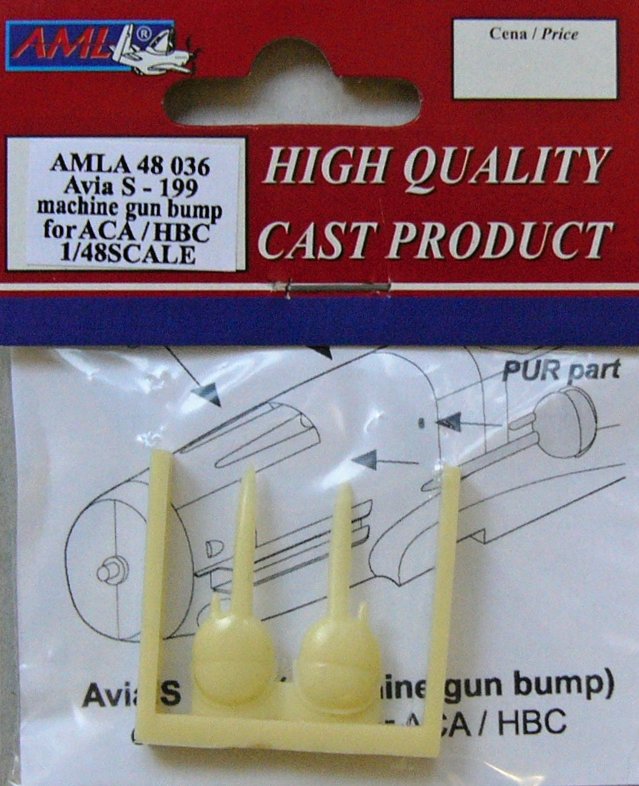 AML®
Cena / Price
AMLA 48 036
Avia S - 199
machine gun bump
for ACA / HBC
1/48SCALE
HIGH QUALITY
CAST PRODUCT
PUR part
Avia S gun bump)
ACA / HBC